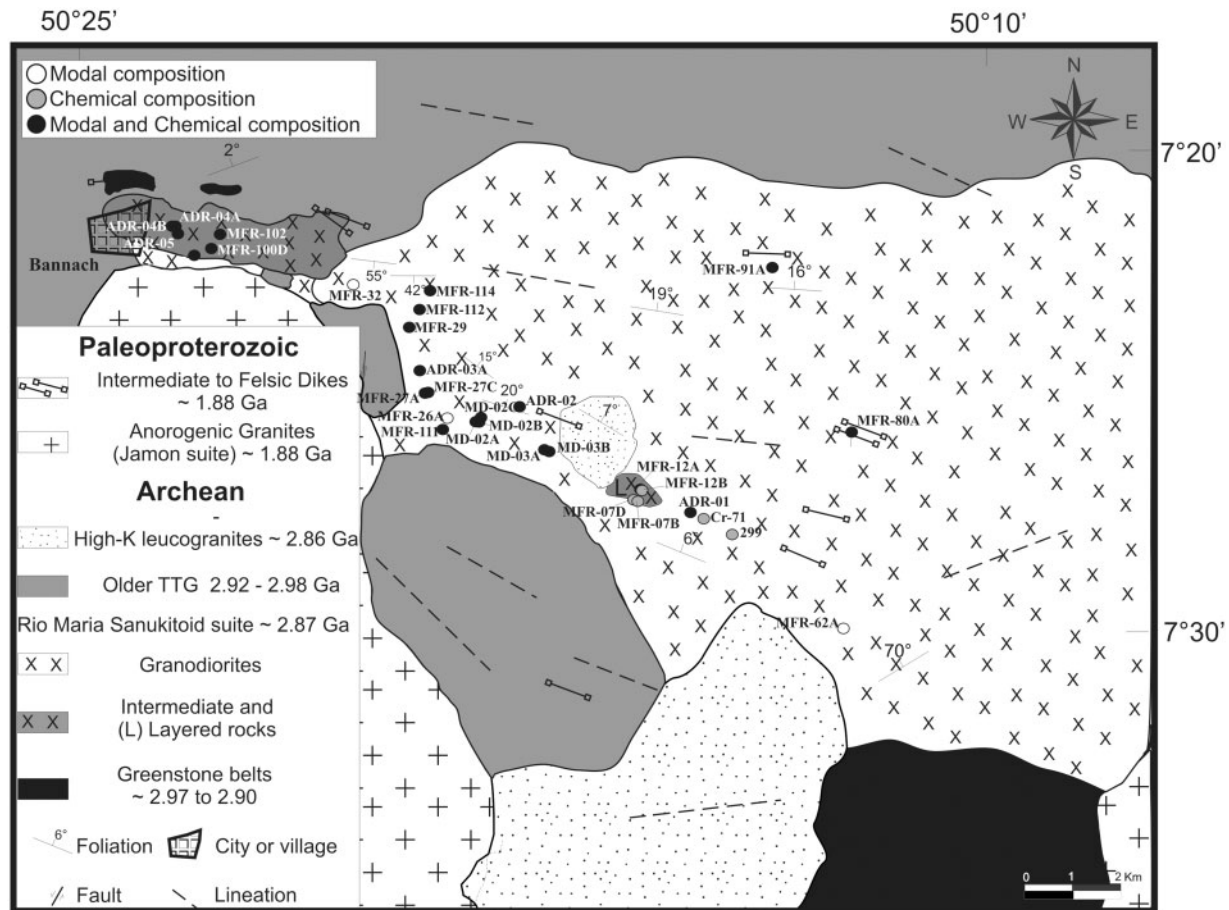 50°25’
50°10’
Modal composition
Chemical composition
Modal and Chemical composition
N
W
E
S
7°20’
2°
ADR-04A
ADR-04B
MFR-102
ADR-05
MFR-100D
Bannach
55°
MFR-32
42°
MFR-114
MFR-91A
16°
MFR-112
19°
MFR-29
15°
ADR-03A
MFR-27C
MFR-27A
20°
MD-02C
ADR-02
7°
MFR-26A
MD-02B
MFR-80A
MFR-111
MD-02A
MD-03B
MD-03A
MFR-12A
L
MFR-12B
ADR-01
MFR-07D
Cr-71
MFR-07B
299
6
MFR-62A
7°30’
70°
Paleoproterozoic
Intermediate to Felsic Dikes
~ 1.88 Ga
Anorogenic Granites
(Jamon suite) ~ 1.88 Ga
Archean
-
High-K leucogranites ~ 2.86 Ga
Older TTG 2.92 - 2.98 Ga
Rio Maria Sanukitoid suite ~ 2.87 Ga
Granodiorites
Intermediate and
(L) Layered rocks
Greenstone belts
~ 2.97 to 2.90
6°
Foliation
City or village
Fault
Lineation
0 1 2 Km